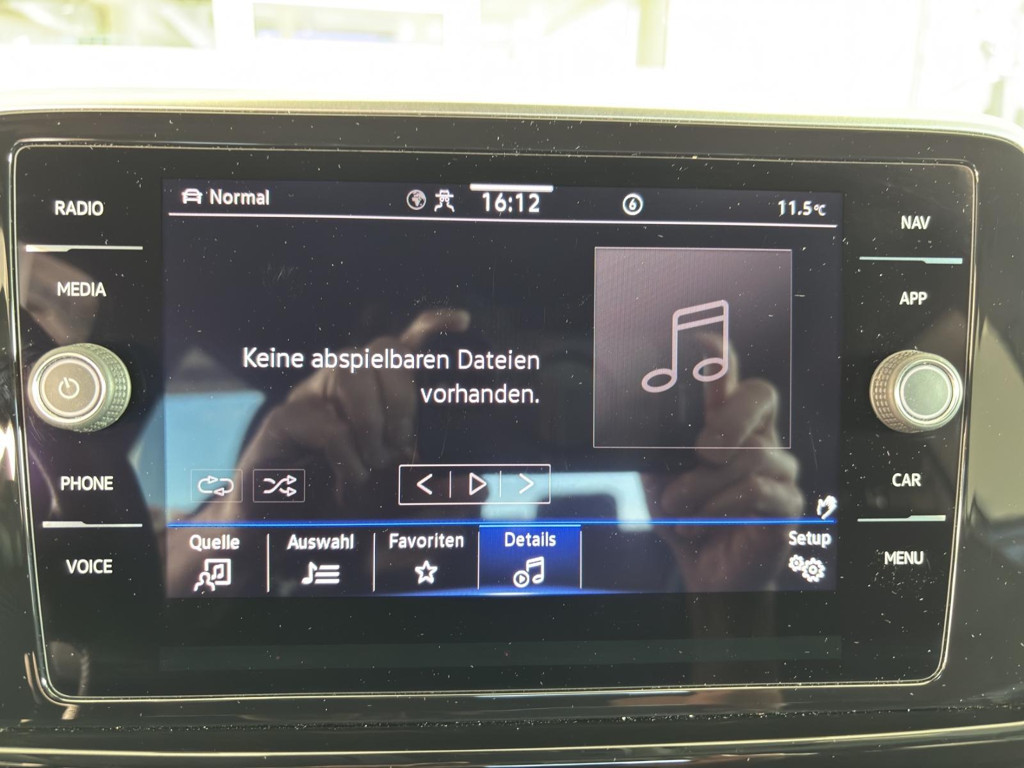 Normal
16:12
6
11.5°C
RADIO
MEDIA
PHONE
VOICE
NAV
APP
CAR
MENU
Keine abspielbaren Dateien
vorhanden.
Quelle
Auswahl
Favoriten
Details
Setup